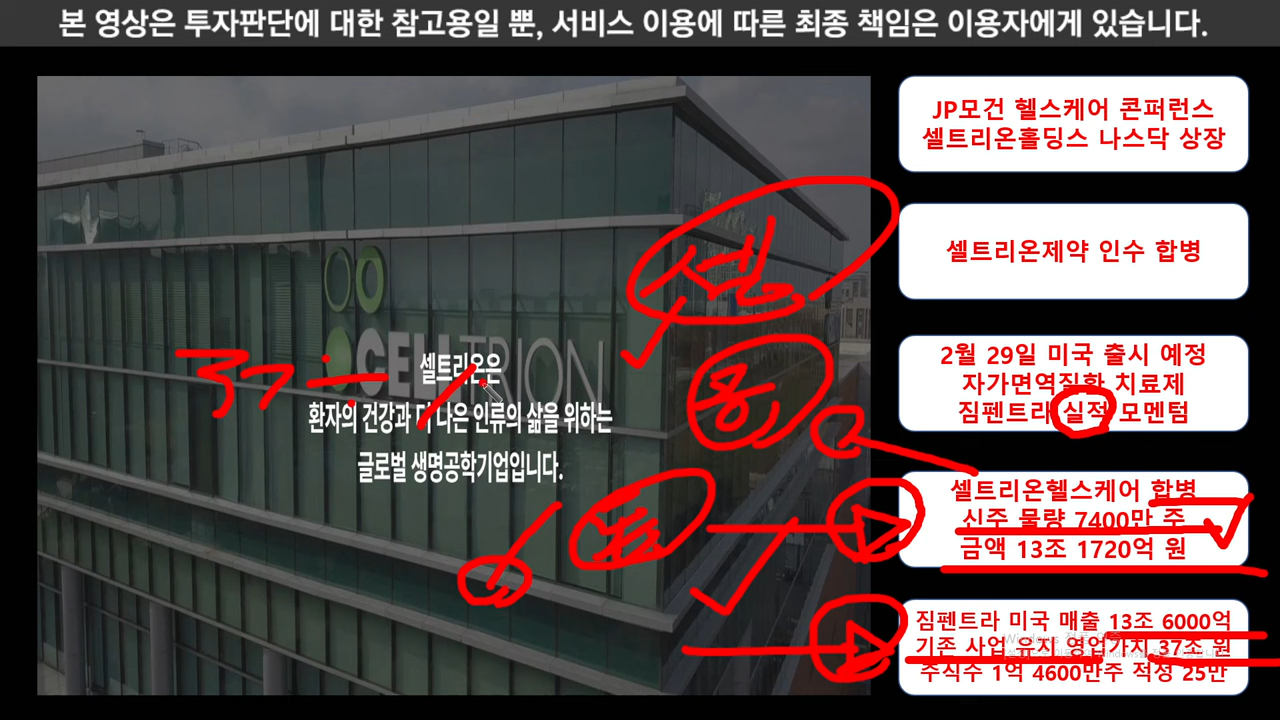 본 영상은 투자판단에 대한 참고용일 뿐, 서비스 이용에 따른 최종 책임은 이용자에게 있습니다.
CELLTRION
셀트리온은
환자의 건강과 더 나은 인류의 삶을 위하는
글로벌 생명공학기업입니다.
37÷1
셀
홍
JP모건 헬스케어 콘퍼런스
셀트리온홀딩스 나스닥 상장
셀트리온제약 인수 합병
2월 29일 미국 출시 예정
자가면역질환 치료제
짐펜트라 실적 모멘텀
셀트리온헬스케어 합병
신주 물량 7400만 주
금액 13조 1720억 원
짐펜트라 미국 매출 13조 6000억
기존 사업 유지 영업가치 37조 원
주식수 1억 4600만주 적정 25만
Windows 정품 인증